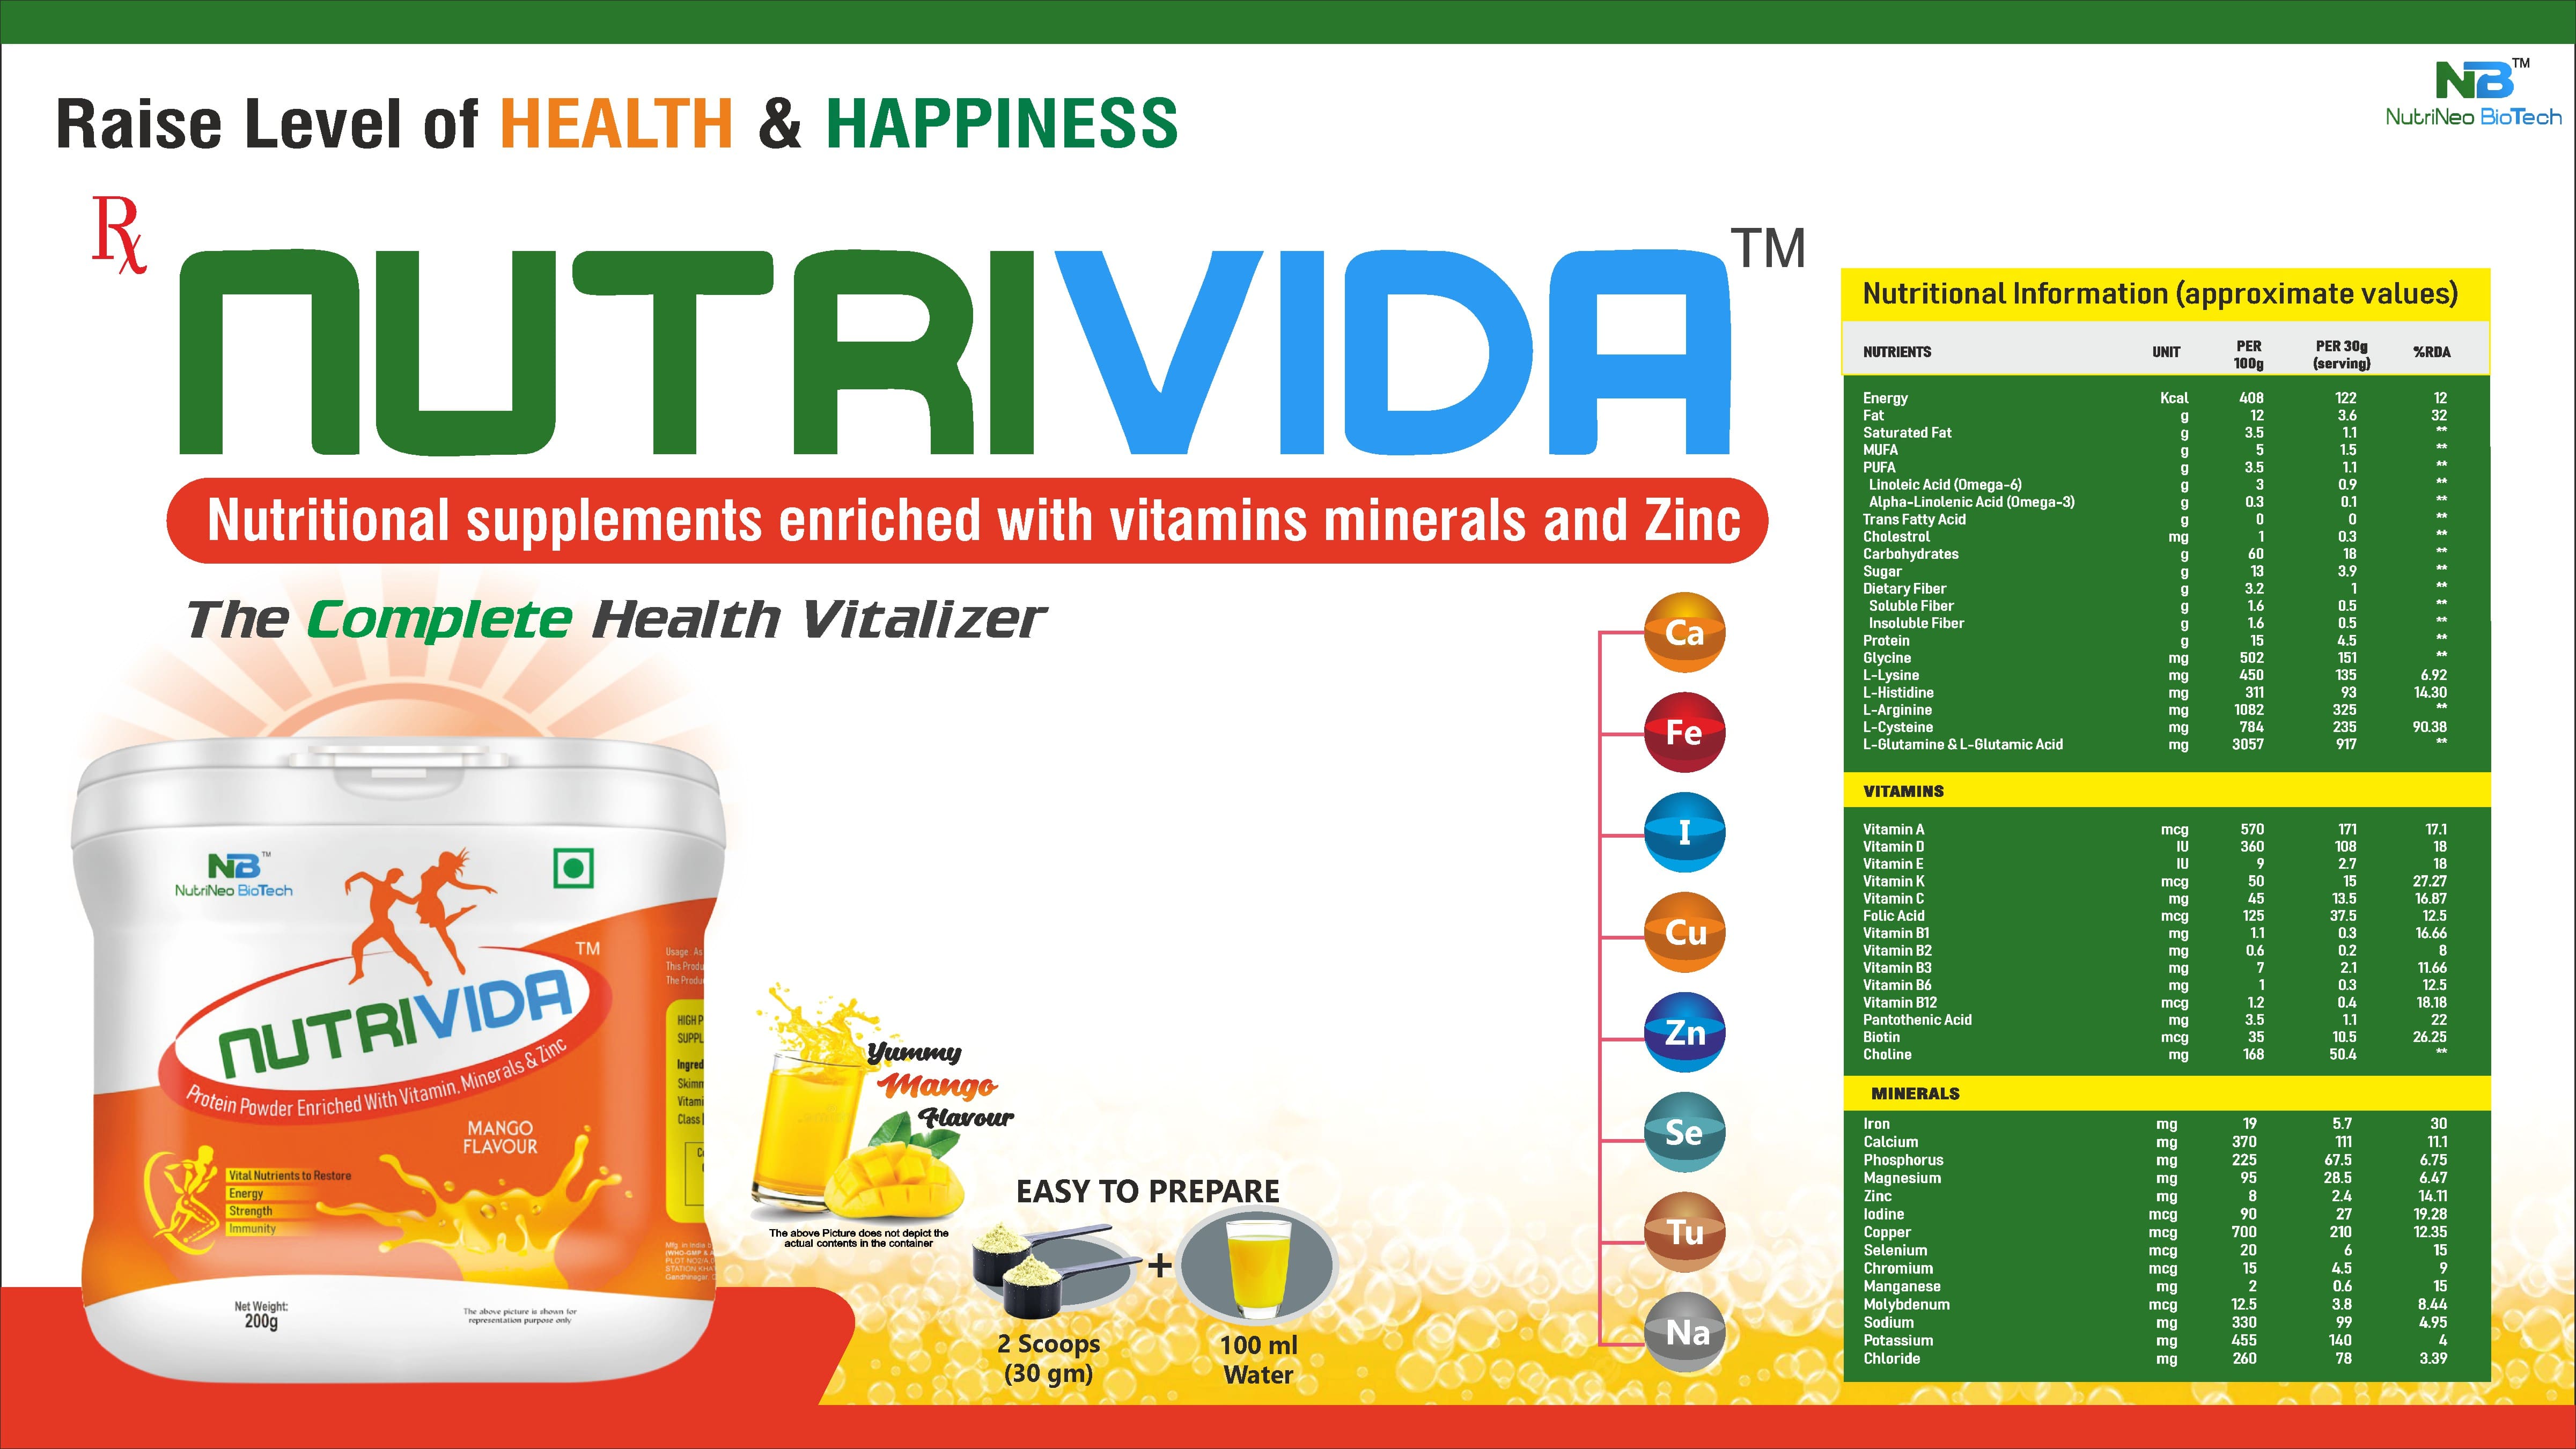 Raise Level of HEALTH & HAPPINESS
NB™
NutriNeo BioTech
Rx
NUTRIVIDA™
Nutritional supplements enriched with vitamins minerals and Zinc
The Complete Health Vitalizer
NB™
NutriNeo BioTech
NUTRIVIDA
TM
Protein Powder Enriched With Vitamin, Minerals & Zinc
MANGO
FLAVOUR
Vital Nutrients to Restore
Energy
Strength
Immunity
Net Weight:
200g
The above picture is shown for
representation purpose only
Usage. As
This
The
HIGH
Vitami
Class
Mfg. in India
(WHO-GMP &
Gandhinagar.
Yummy
Mango
Flavour
The above Picture does not depict the
actual contents in the container
EASY TO PREPARE
+
2 Scoops
(30 gm)
100 ml
Water
Ca
Fe
I
Cu
Zn
Se
Tu
Na
Nutritional Information (approximate values)
NUTRIENTS UNIT PER 100g PER 30g (serving) %RDA
Energy Kcal 408 122 12
Fat g 12 3.6 32
Saturated Fat g 3.5 1.1 **
MUFA g 5 1.5 **
PUFA g 3.5 1.1 **
Linoleic Acid (Omega-6) g 3 0.9 **
Alpha-Linolenic Acid (Omega-3) g 0.3 0.1 **
Trans Fatty Acid g 0 0 **
Cholestrol mg 1 0.3 **
Carbohydrates g 60 18 **
Sugar g 13 3.9 **
Dietary Fiber g 3.2 1 **
Soluble Fiber g 1.6 0.5 **
Insoluble Fiber g 1.6 0.5 **
Protein g 15 4.5 **
Glycine mg 502 151 **
L-Lysine mg 450 135 6.92
L-Histidine mg 311 93 14.30
L-Arginine mg 1082 325 **
L-Cysteine mg 784 235 90.38
L-Glutamine & L-Glutamic Acid mg 3057 917 **
VITAMINS
Vitamin A mcg 570 171 17.1
Vitamin D IU 360 108 18
Vitamin E IU 9 2.7 18
Vitamin K mcg 50 15 27.27
Vitamin C mg 45 13.5 16.87
Folic Acid mcg 125 37.5 12.5
Vitamin B1 mg 1.1 0.3 16.66
Vitamin B2 mg 0.6 0.2 8
Vitamin B3 mg 7 2.1 11.66
Vitamin B6 mg 1 0.3 12.5
Vitamin B12 mcg 1.2 0.4 18.18
Pantothenic Acid mg 3.5 1.1 22
Biotin mcg 35 10.5 26.25
Choline mg 168 50.4 **
MINERALS
Iron mg 19 5.7 30
Calcium mg 370 111 11.1
Phosphorus mg 225 67.5 6.75
Magnesium mg 95 28.5 6.47
Zinc mg 8 2.4 14.11
Iodine mcg 90 27 19.28
Copper mcg 700 210 12.35
Selenium mcg 20 6 15
Chromium mcg 15 4.5 9
Manganese mg 2 0.6 15
Molybdenum mcg 12.5 3.8 8.44
Sodium mg 330 99 4.95
Potassium mg 455 140 4
Chloride mg 260 78 3.39